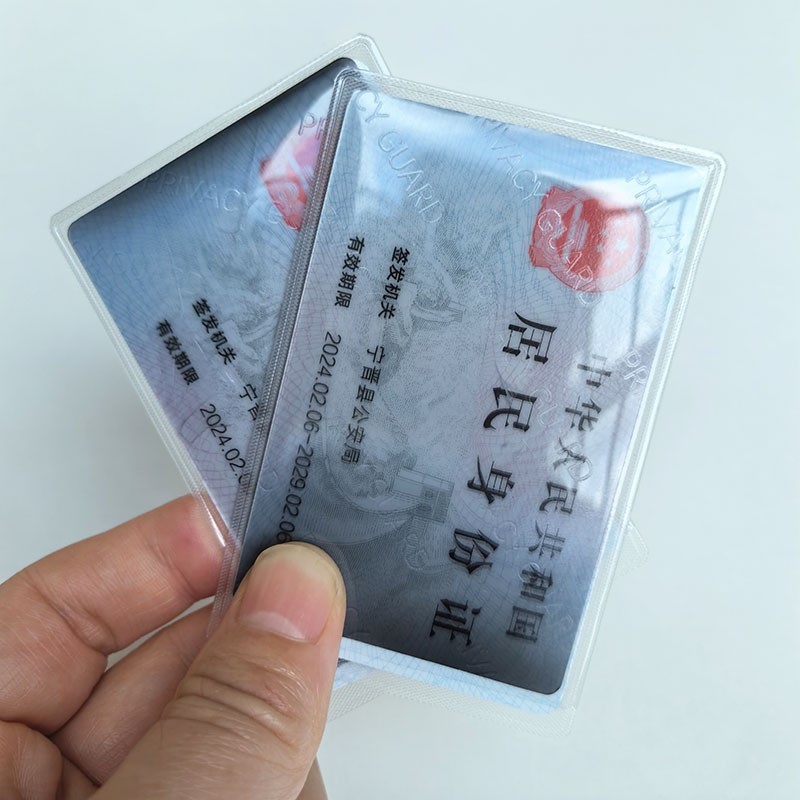 中华人民共和国
居民身份证
签发机关 宁晋县公安局
有效期限 2024.02.06-2029.02.06
签发机关 宁晋
有效期限 2024.02.0
PRIVACY GUARD
PRIVACY GUARD